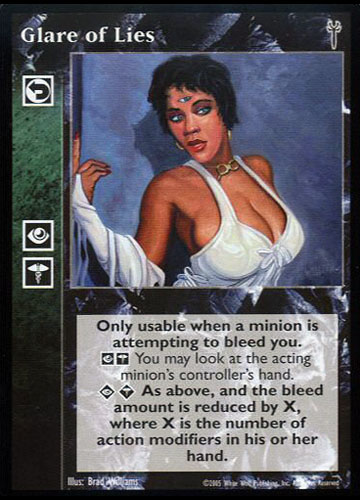 Glare of Lies
Only usable when a minion is
attempting to bleed you.
You may look at the acting
minion's controller's hand.
As above, and the bleed
amount is reduced by X,
where X is the number of
action modifiers in his or her
hand.
Illus: Brad Williams
©2005 White Wolf Publishing, Inc. All Rights Reserved